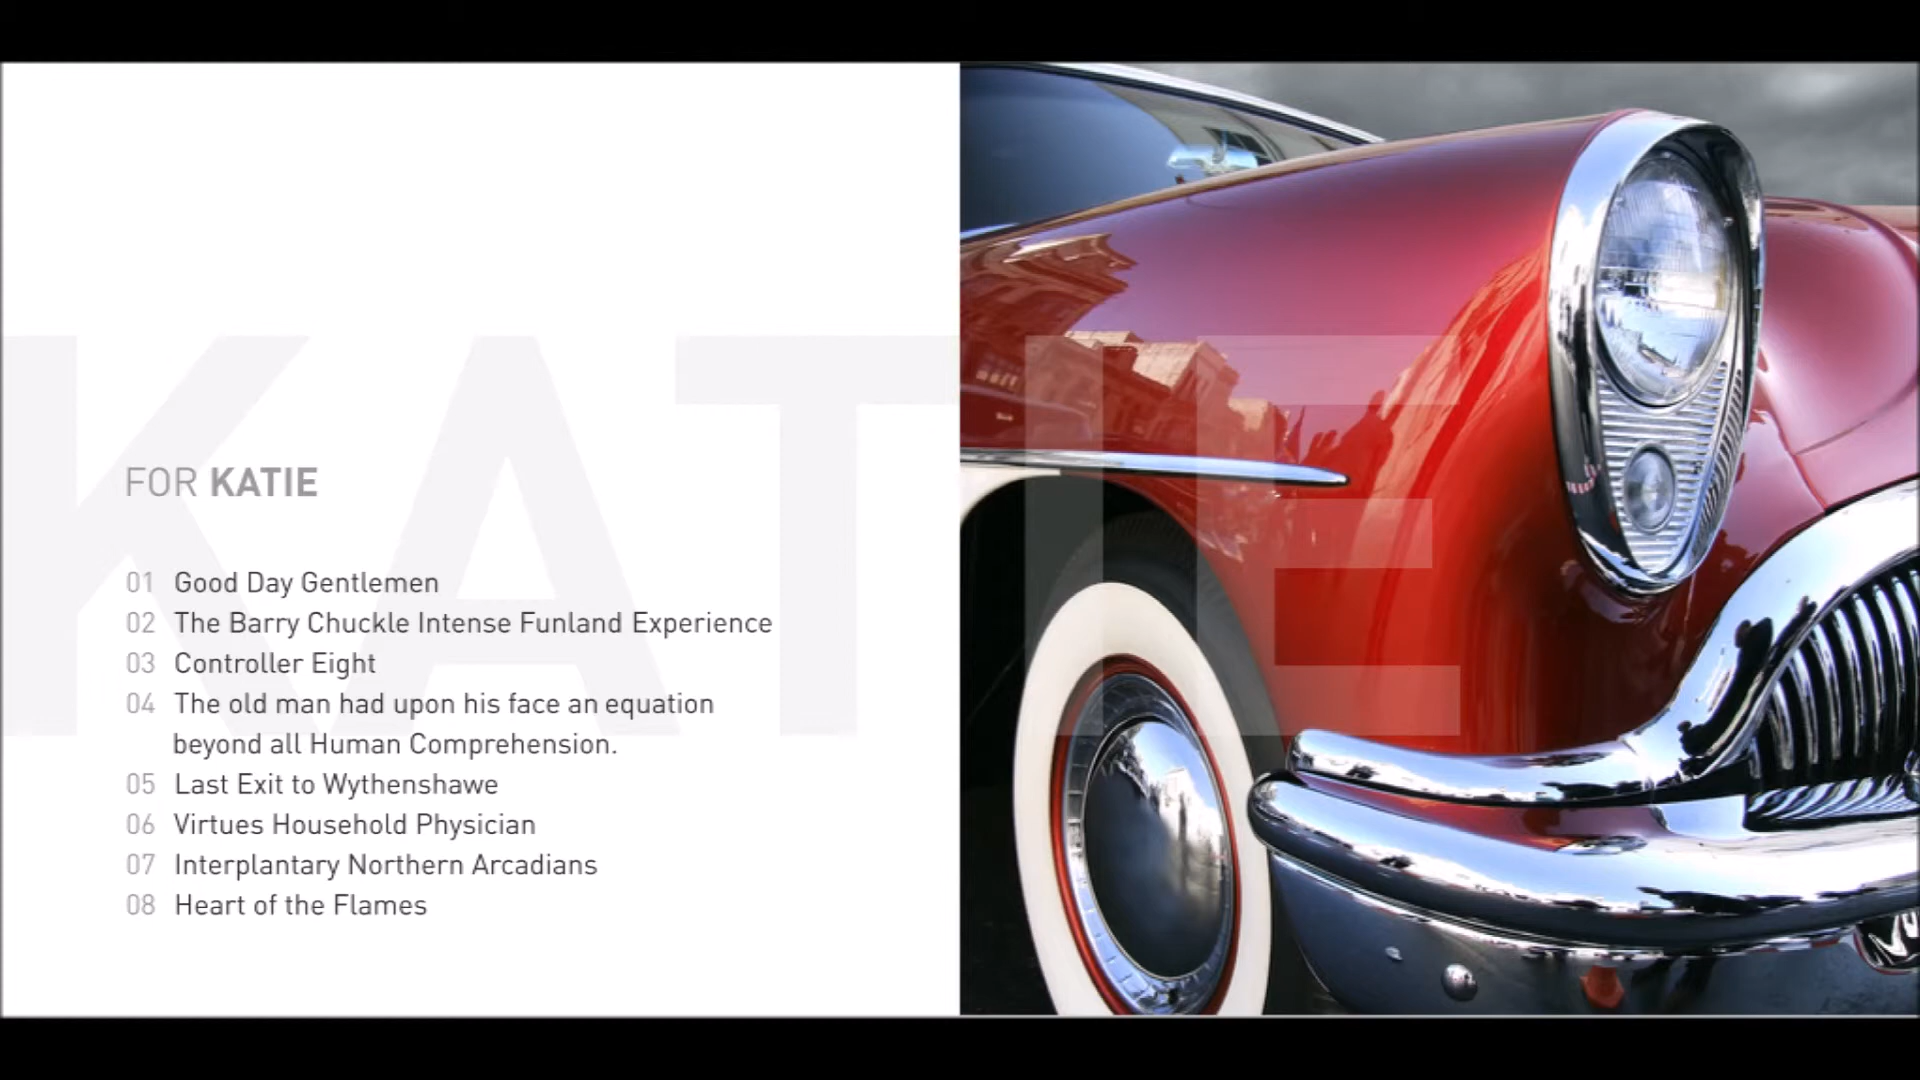 KATIE
FOR KATIE
01 Good Day Gentlemen
02 The Barry Chuckle Intense Funland Experience
03 Controller Eight
04 The old man had upon his face an equation
beyond all Human Comprehension.
05 Last Exit to Wythenshawe
06 Virtues Household Physician
07 Interplantary Northern Arcadians
08 Heart of the Flames